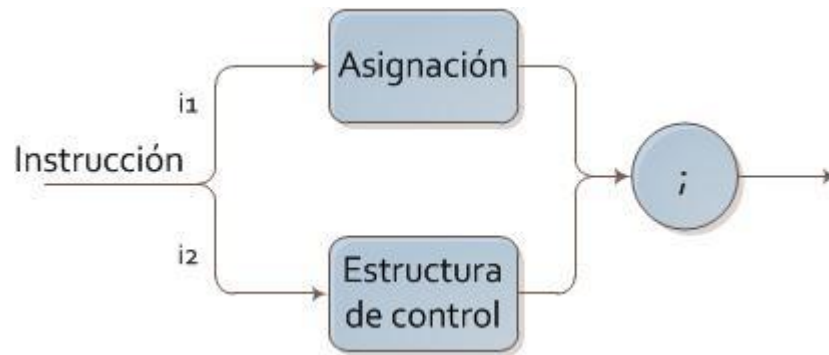 Asignación
i1
Instrucción
;
i2
Estructura
de control